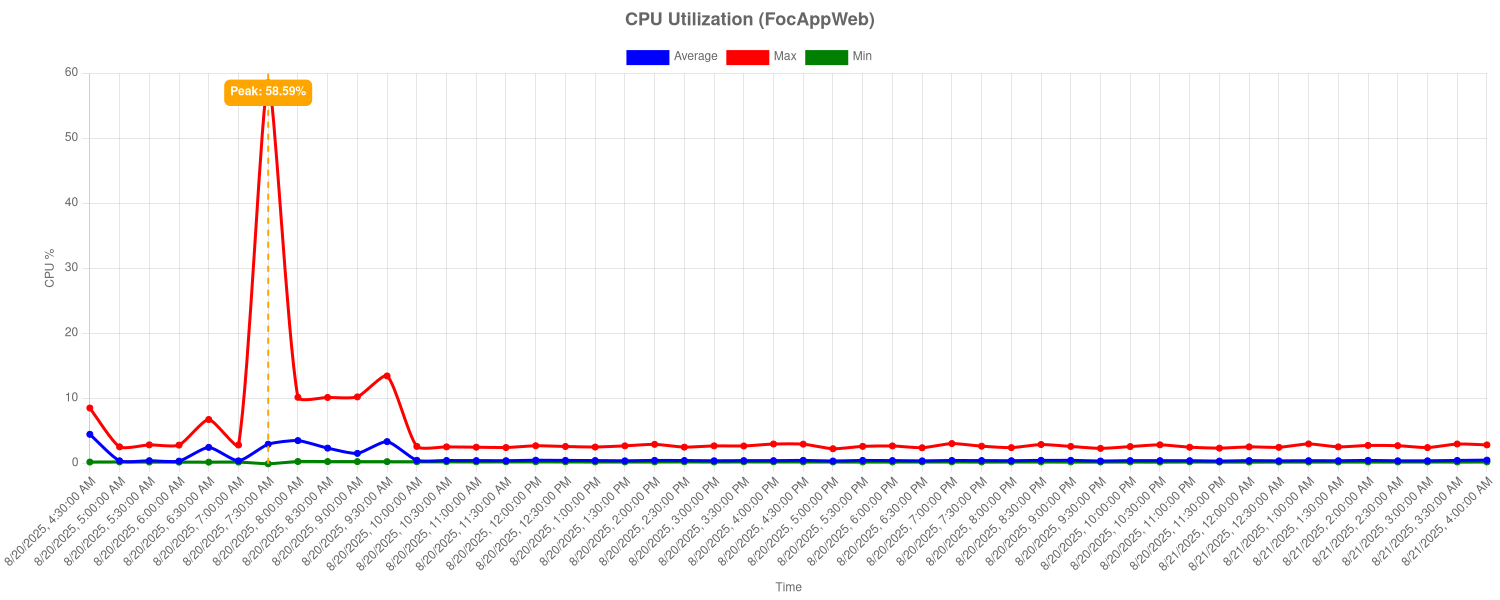 CPU Utilization (FocAppWeb)
Average Max Min
Peak: 58.59%
60
50
40
30
20
10
0
CPU %
8/20/2025, 4:30:00 AM
8/20/2025, 5:00:00 AM
8/20/2025, 5:30:00 AM
8/20/2025, 6:00:00 AM
8/20/2025, 6:30:00 AM
8/20/2025, 7:00:00 AM
8/20/2025, 7:30:00 AM
8/20/2025, 8:00:00 AM
8/20/2025, 8:30:00 AM
8/20/2025, 9:00:00 AM
8/20/2025, 9:30:00 AM
8/20/2025, 10:00:00 AM
8/20/2025, 10:30:00 AM
8/20/2025, 11:00:00 AM
8/20/2025, 11:30:00 AM
8/20/2025, 12:00:00 PM
8/20/2025, 12:30:00 PM
8/20/2025, 1:00:00 PM
8/20/2025, 1:30:00 PM
8/20/2025, 2:00:00 PM
8/20/2025, 2:30:00 PM
8/20/2025, 3:00:00 PM
8/20/2025, 3:30:00 PM
8/20/2025, 4:00:00 PM
8/20/2025, 4:30:00 PM
8/20/2025, 5:00:00 PM
8/20/2025, 5:30:00 PM
8/20/2025, 6:00:00 PM
8/20/2025, 6:30:00 PM
8/20/2025, 7:00:00 PM
8/20/2025, 7:30:00 PM
8/20/2025, 8:00:00 PM
8/20/2025, 8:30:00 PM
8/20/2025, 9:00:00 PM
8/20/2025, 9:30:00 PM
8/20/2025, 10:00:00 PM
8/20/2025, 10:30:00 PM
8/20/2025, 11:00:00 PM
8/20/2025, 11:30:00 PM
8/21/2025, 12:00:00 AM
8/21/2025, 12:30:00 AM
8/21/2025, 1:00:00 AM
8/21/2025, 1:30:00 AM
8/21/2025, 2:00:00 AM
8/21/2025, 2:30:00 AM
8/21/2025, 3:00:00 AM
8/21/2025, 3:30:00 AM
8/21/2025, 4:00:00 AM
Time